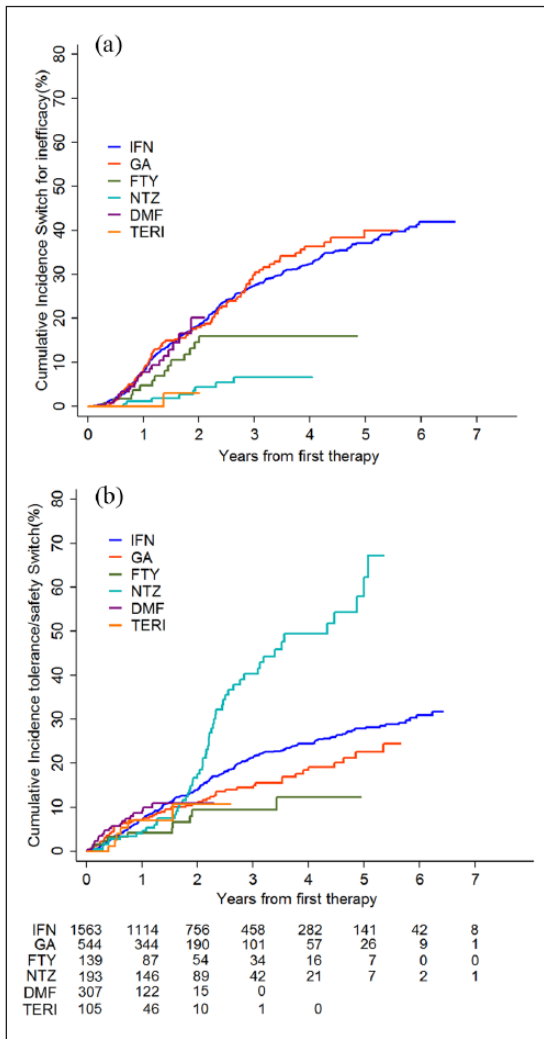 (a)
Cumulative Incidence Switch for inefficacy(%)
80
70
60
50
40
30
20
10
0
IFN
GA
FTY
NTZ
DMF
TERI
0 1 2 3 4 5 6 7
Years from first therapy
(b)
Cumulative Incidence tolerance/safety Switch(%)
80
70
60
50
40
30
20
10
0
IFN
GA
FTY
NTZ
DMF
TERI
0 1 2 3 4 5 6 7
Years from first therapy
IFN 1563 1114 756 458 282 141 42 8
GA 544 344 190 101 57 26 9 1
FTY 139 87 54 34 16 7 0 0
NTZ 193 146 89 42 21 7 2 1
DMF 307 122 15 0
TERI 105 46 10 1 0